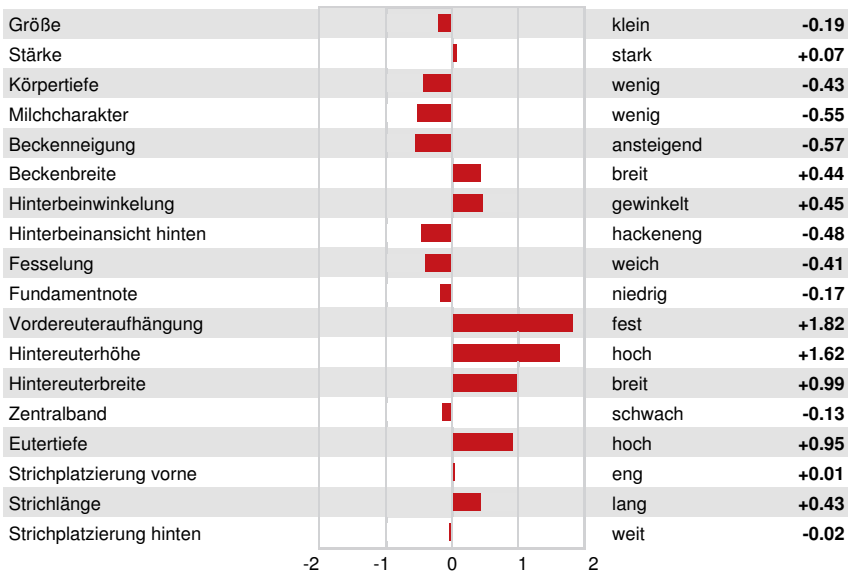 Größe klein -0.19
Stärke stark +0.07
Körpertiefe wenig -0.43
Milchcharakter wenig -0.55
Beckenneigung ansteigend -0.57
Beckenbreite breit +0.44
Hinterbeinwinkelung gewinkelt +0.45
Hinterbeinansicht hinten hackeneng -0.48
Fesselung weich -0.41
Fundamentnote niedrig -0.17
Vordereuteraufhängung fest +1.82
Hintereuterhöhe hoch +1.62
Hintereuterbreite breit +0.99
Zentralband schwach -0.13
Eutertiefe hoch +0.95
Strichplatzierung vorne eng +0.01
Strichlänge lang +0.43
Strichplatzierung hinten weit -0.02
-2 -1 0 1 2